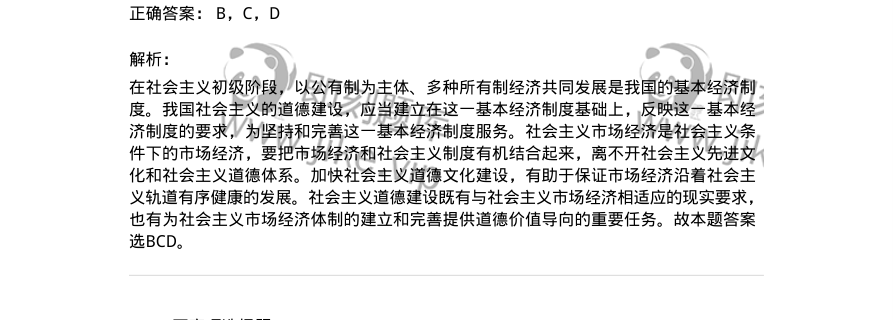 正确答案： B，C，D
解析：
在社会主义初级阶段，以公有制为主体、多种所有制经济共同发展是我国的基本经济制
度。我国社会主义的道德建设，应当建立在这一基本经济制度基础上，反映这一基本经
济制度的要求，为坚持和完善这一基本经济制度服务。社会主义市场经济是社会主义条
件下的市场经济，要把市场经济和社会主义制度有机结合起来，离不开社会主义先进文
化和社会主义道德体系。加快社会主义道德文化建设，有助于保证市场经济沿着社会主
义轨道有序健康的发展。社会主义道德建设既有与社会主义市场经济相适应的现实要求，
也有为社会主义市场经济体制的建立和完善提供道德价值导向的重要任务。故本题答案
选BCD。